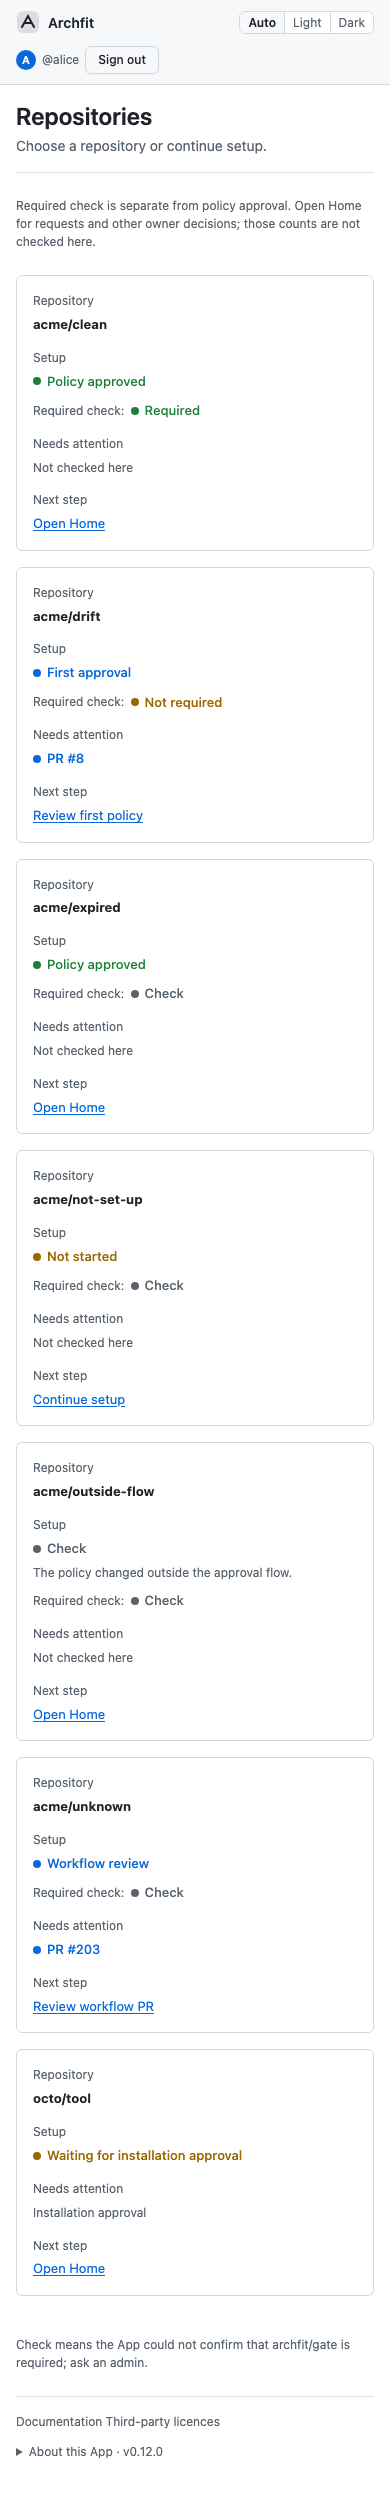 Archfit
Auto Light Dark
A @alice Sign out
Repositories
Choose a repository or continue setup.
Required check is separate from policy approval. Open Home
for requests and other owner decisions; those counts are not
checked here.
Repository
acme/clean
Setup
Policy approved
Required check: Required
Needs attention
Not checked here
Next step
Open Home
Repository
acme/drift
Setup
First approval
Required check: Not required
Needs attention
PR #8
Next step
Review first policy
Repository
acme/expired
Setup
Policy approved
Required check: Check
Needs attention
Not checked here
Next step
Open Home
Repository
acme/not-set-up
Setup
Not started
Required check: Check
Needs attention
Not checked here
Next step
Continue setup
Repository
acme/outside-flow
Setup
Check
The policy changed outside the approval flow.
Required check: Check
Needs attention
Not checked here
Next step
Open Home
Repository
acme/unknown
Setup
Workflow review
Required check: Check
Needs attention
PR #203
Next step
Review workflow PR
Repository
octo/tool
Setup
Waiting for installation approval
Needs attention
Installation approval
Next step
Open Home
Check means the App could not confirm that archfit/gate is
required; ask an admin.
Documentation Third-party licences
About this App · v0.12.0